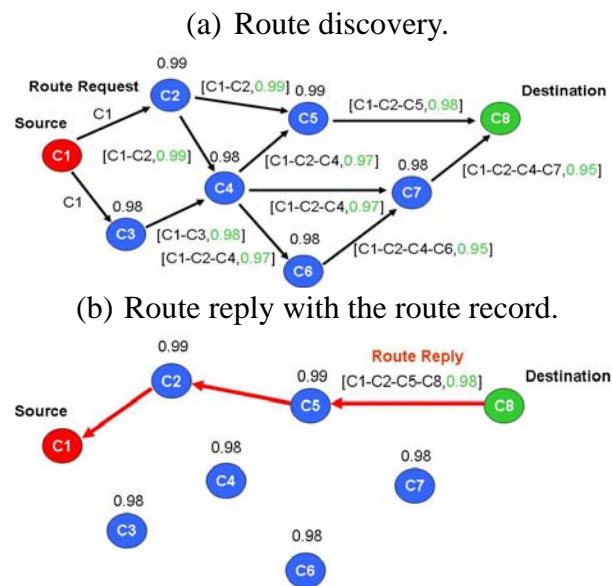 (a) Route discovery.
0.99
Route Request
C2
[C1-C2,0.99]
0.99
Destination
C1
C5
[C1-C2-C5,0.98]
C8
Source
[C1-C2,0.99]
0.98
C1
[C1-C2-C4,0.97]
0.98
C4
C7
[C1-C2-C4-C7,0.95]
C1
0.98
[C1-C2-C4,0.97]
C3
[C1-C3,0.98]
0.98
[C1-C2-C4,0.97]
[C1-C2-C4-C6,0.95]
C6
(b) Route reply with the route record.
0.99
Route Reply
C2
0.99
[C1-C2-C5-C8,0.98]
Destination
Source
C5
C8
C1
0.98
0.98
C4
C7
0.98
C3
0.98
C6